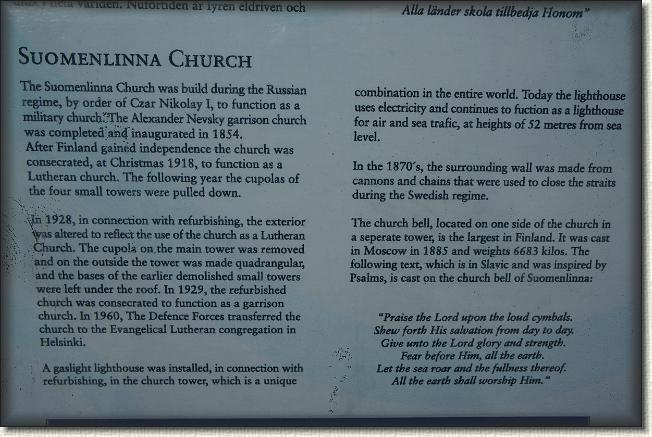 i hela världen. Nuförtiden är fyren eldriven och
SUOMENLINNA CHURCH
The Suomenlinna Church was build during the Russian
regime, by order of Czar Nikolay I, to function as a
military church. The Alexander Nevsky garrison church
was completed and inaugurated in 1854.
After Finland gained independence the church was
consecrated, at Christmas 1918, to function as a
Lutheran church. The following year the cupolas of
the four small towers were pulled down.
In 1928, in connection with refurbishing, the exterior
was altered to reflect the use of the church as a Lutheran
Church. The cupola on the main tower was removed
and on the outside the tower was made quadrangular,
and the bases of the earlier demolished small towers
were left under the roof. In 1929, the refurbished
church was consecrated to function as a garrison
church. In 1960, The Defence Forces transferred the
church to the Evangelical Lutheran congregation in
Helsinki.
A gaslight lighthouse was installed, in connection with
refurbishing, in the church tower, which is a unique
Alla länder skola tillbedja Honom"
combination in the entire world. Today the lighthouse
uses electricity and continues to fuction as a lighthouse
for air and sea trafic, at heights of 52 metres from sea
level.
In the 1870´s, the surrounding wall was made from
cannons and chains that were used to close the straits
during the Swedish regime.
The church bell, located on one side of the church in
a seperate tower, is the largest in Finland. It was cast
in Moscow in 1885 and weights 6683 kilos. The
following text, which is in Slavic and was inspired by
Psalms, is cast on the church bell of Suomenlinna:
"Praise the Lord upon the loud cymbals.
Shew forth His salvation from day to day.
Give unto the Lord glory and strength.
Fear before Him, all the earth.
Let the sea roar and the fullness thereof.
All the earth shall worship Him."